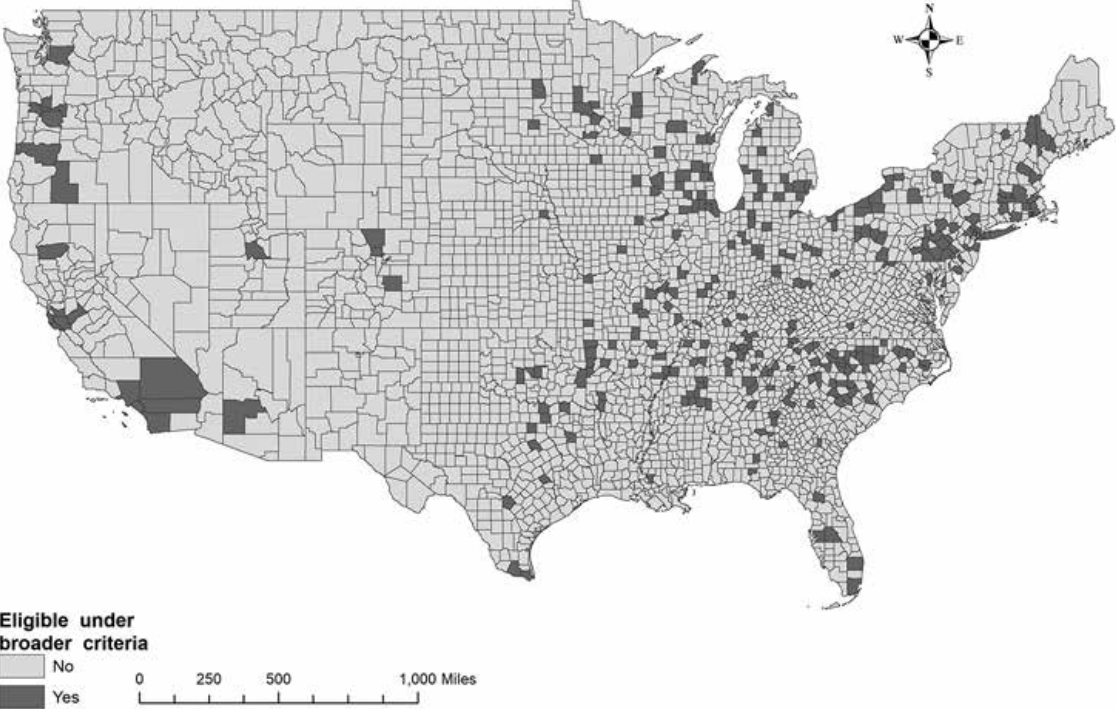 N
W E
S
Eligible under
broader criteria
No
Yes
0 250 500 1,000 Miles